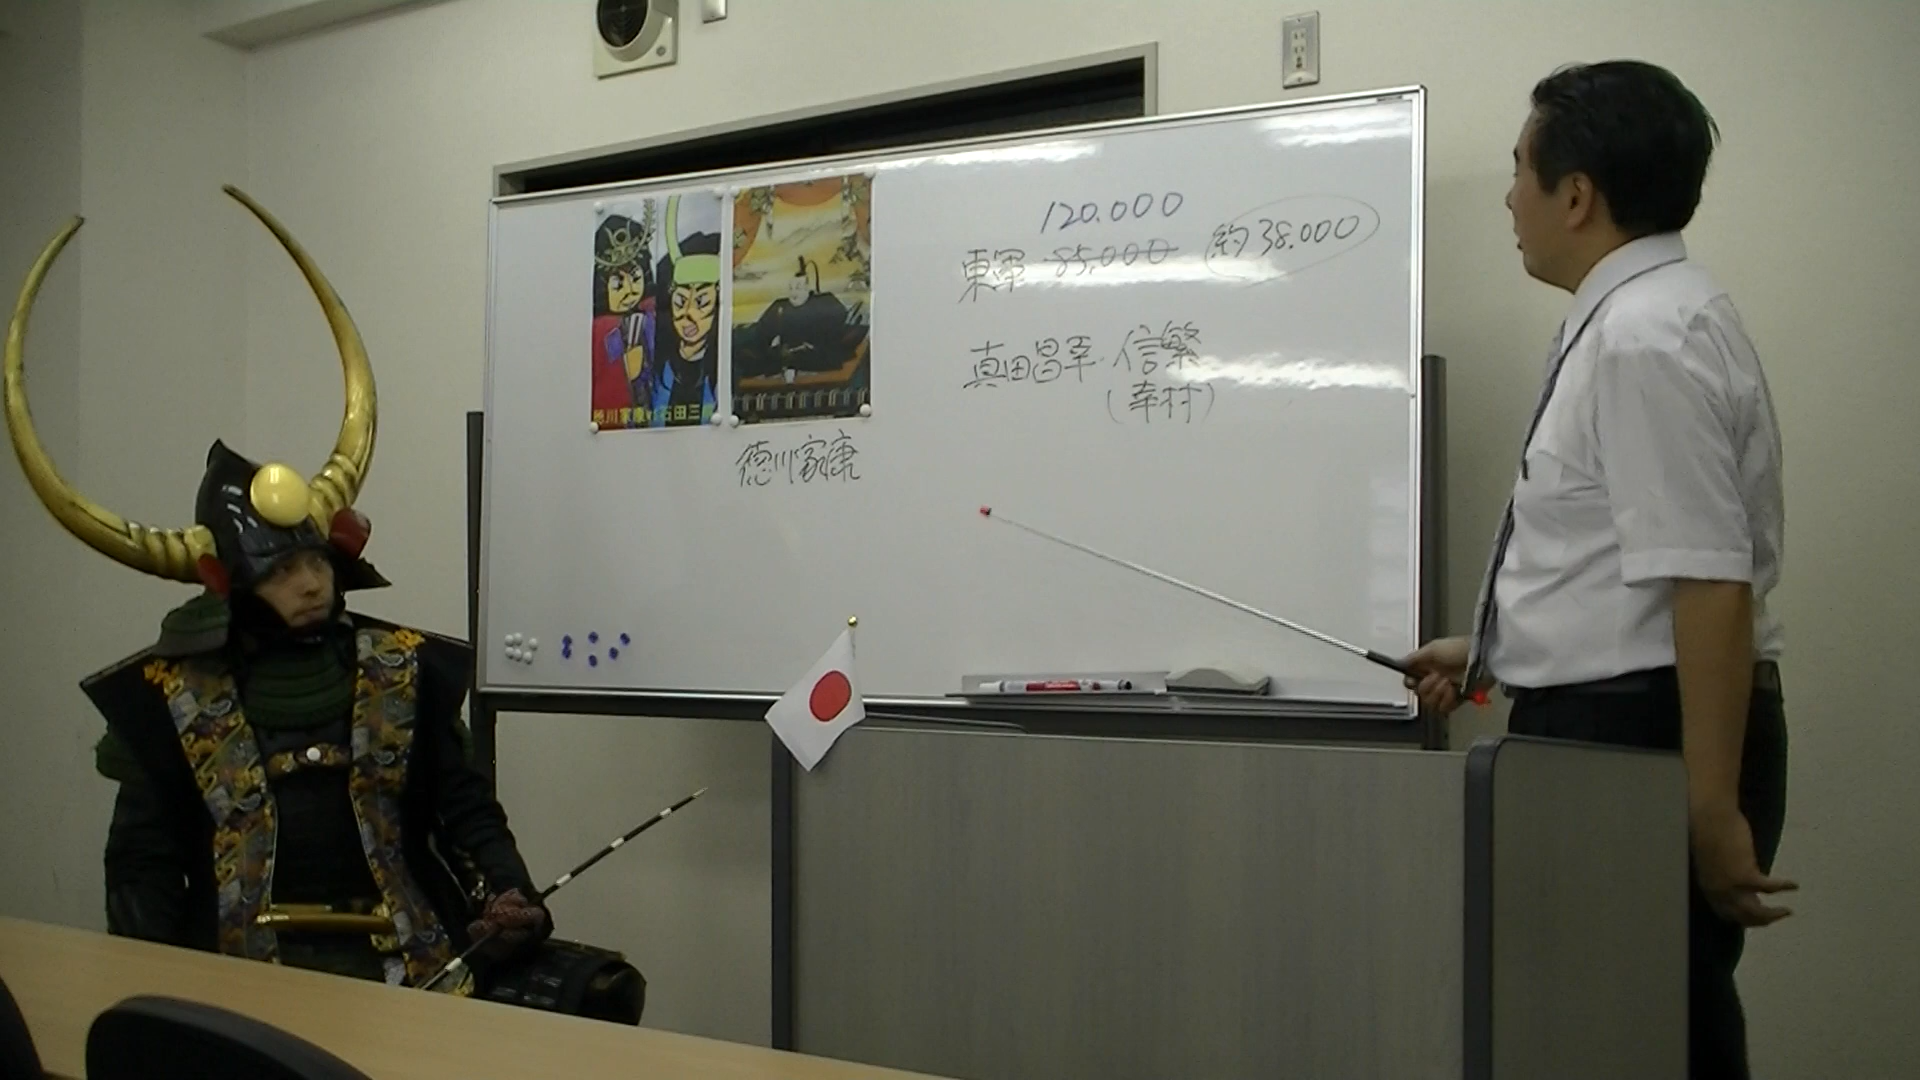 徳川家康vs石田三成
徳川家康
120.000
東軍 85,000 約38.000
真田昌幸・信繁
(幸村)